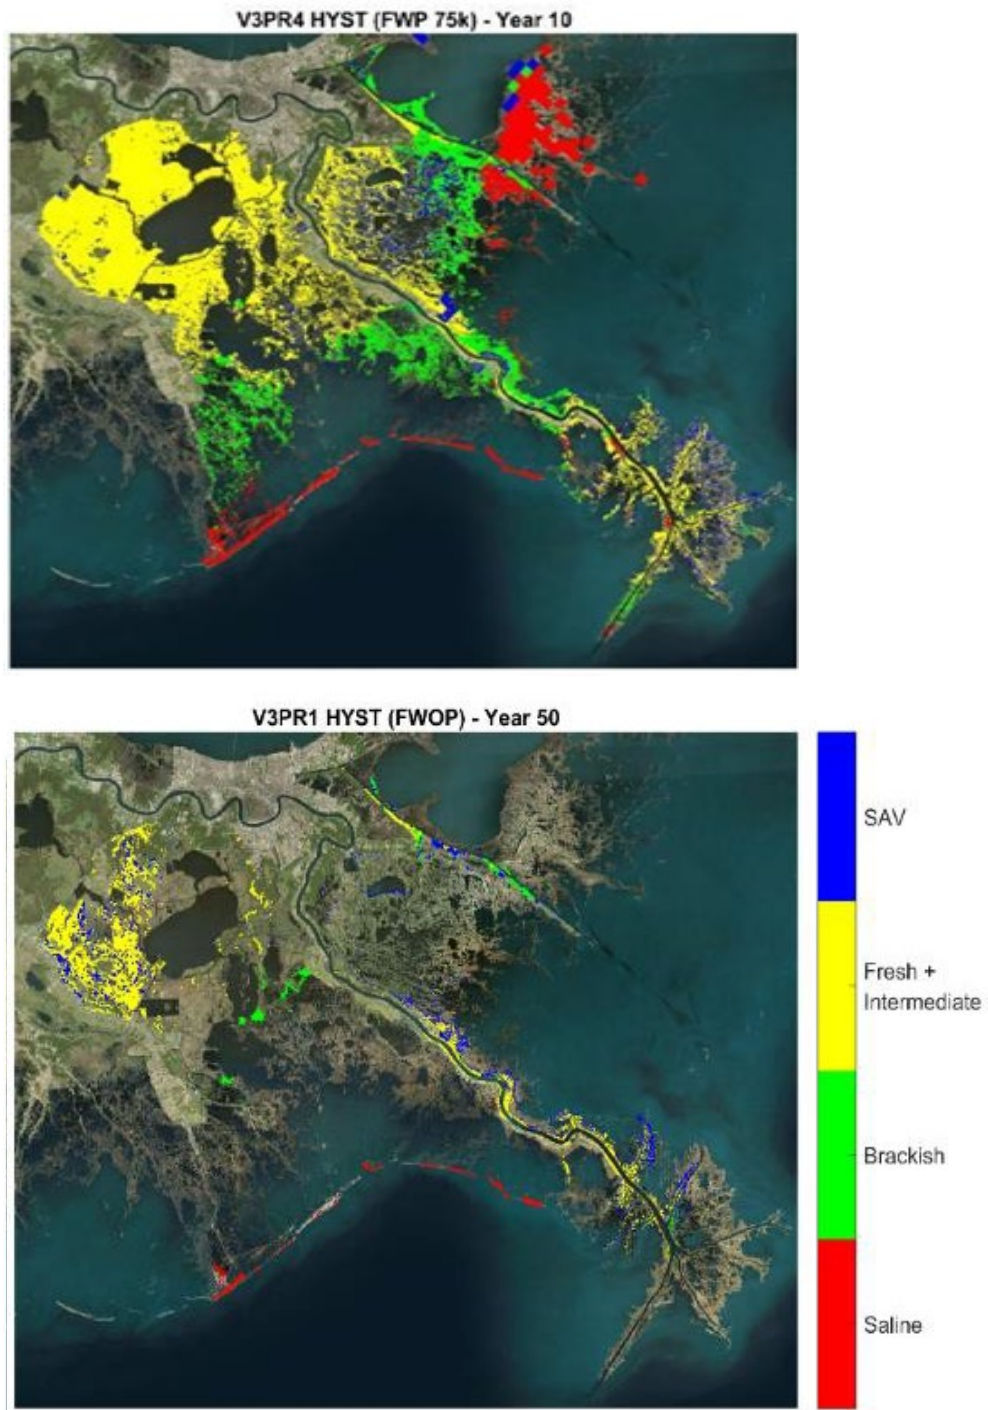 V3PR4 HYST (FWP 75k) - Year 10
V3PR1 HYST (FWOP) - Year 50
SAV
Fresh +
Intermediate
Brackish
Saline